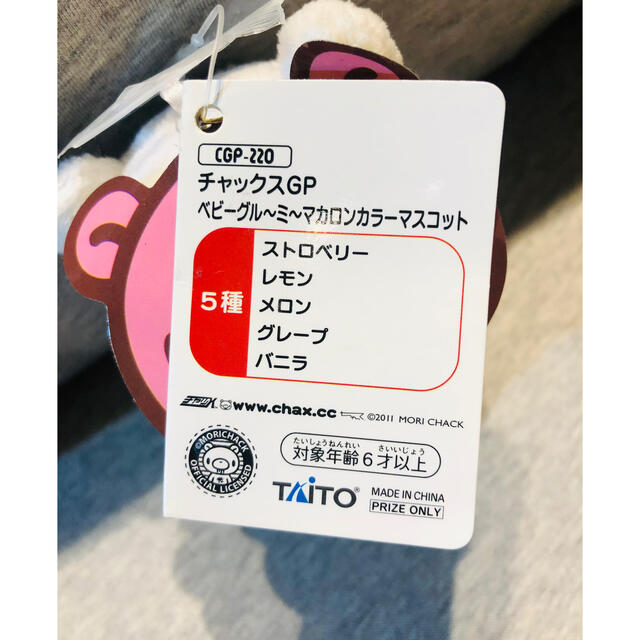 CGP-220
チャックスGP
ベビーグル〜ミ〜マカロンカラーマスコット
5種
ストロベリー
レモン
メロン
グレープ
バニラ
www.chax.cc ©2011 MORI CHACK
©MORICHACK
OFFICIAL LICENSED
たいしょうねんれい さいいじょう
対象年齢6才以上
TAITO®
MADE IN CHINA
PRIZE ONLY